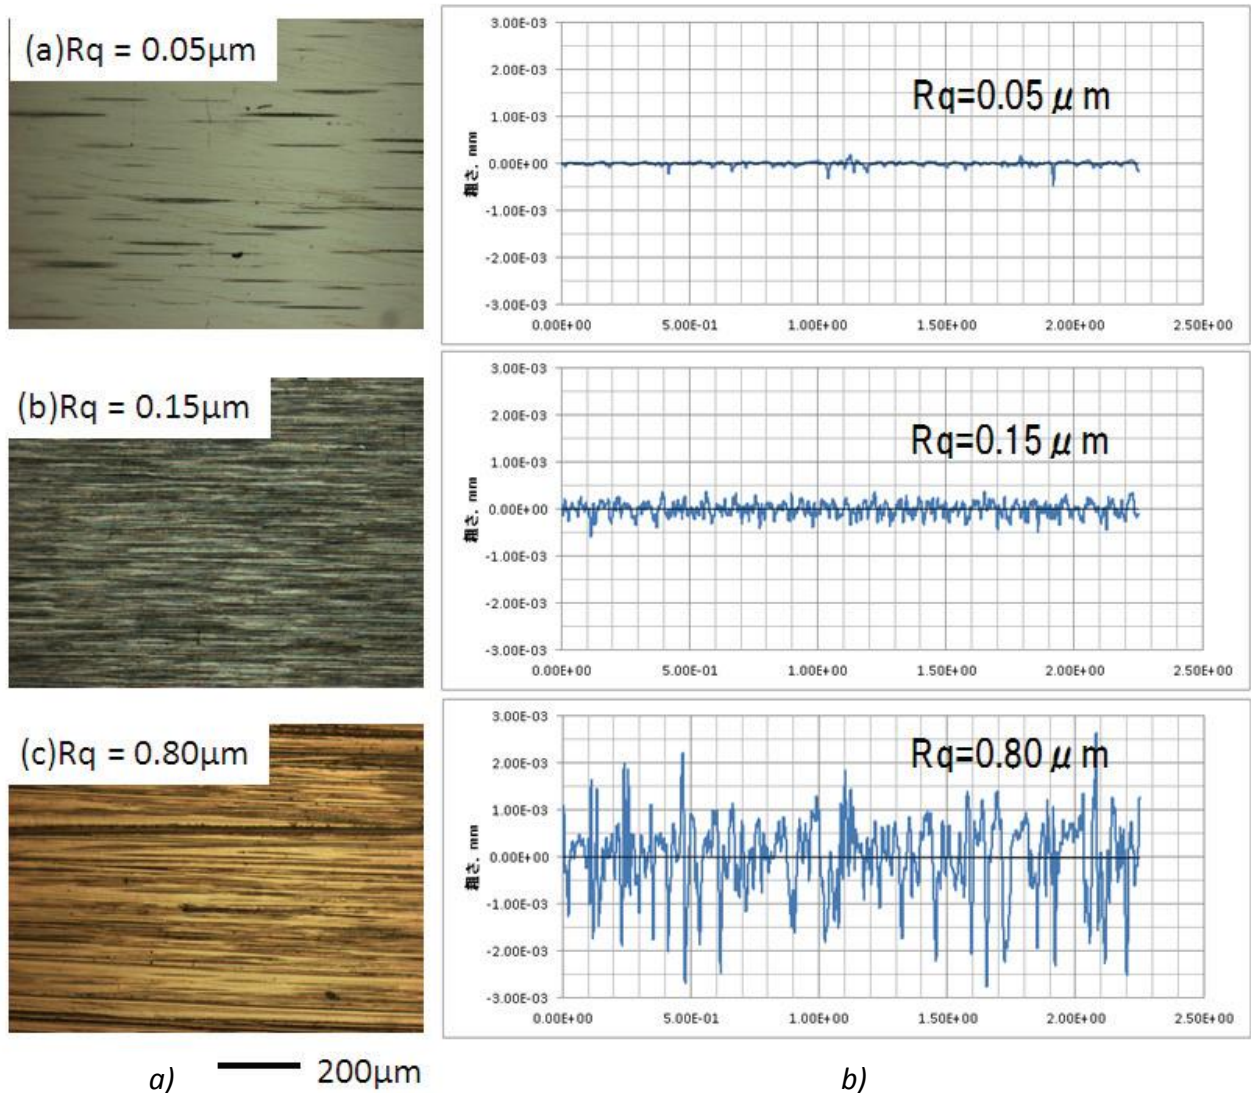 (a)Rq = 0.05μm
3.00E-03
2.00E-03
1.00E-03
0.00E+00
-1.00E-03
-2.00E-03
-3.00E-03
粗さ, mm
Rq=0.05 μ m
0.00E+00 5.00E-01 1.00E+00 1.50E+00 2.00E+00 2.50E+00
(b)Rq = 0.15μm
3.00E-03
2.00E-03
1.00E-03
0.00E+00
-1.00E-03
-2.00E-03
-3.00E-03
粗さ, mm
Rq=0.15 μ m
0.00E+00 5.00E-01 1.00E+00 1.50E+00 2.00E+00 2.50E+00
(c)Rq = 0.80μm
3.00E-03
2.00E-03
1.00E-03
0.00E+00
-1.00E-03
-2.00E-03
-3.00E-03
粗さ, mm
Rq=0.80 μ m
0.00E+00 5.00E-01 1.00E+00 1.50E+00 2.00E+00 2.50E+00
a) 200μm b)